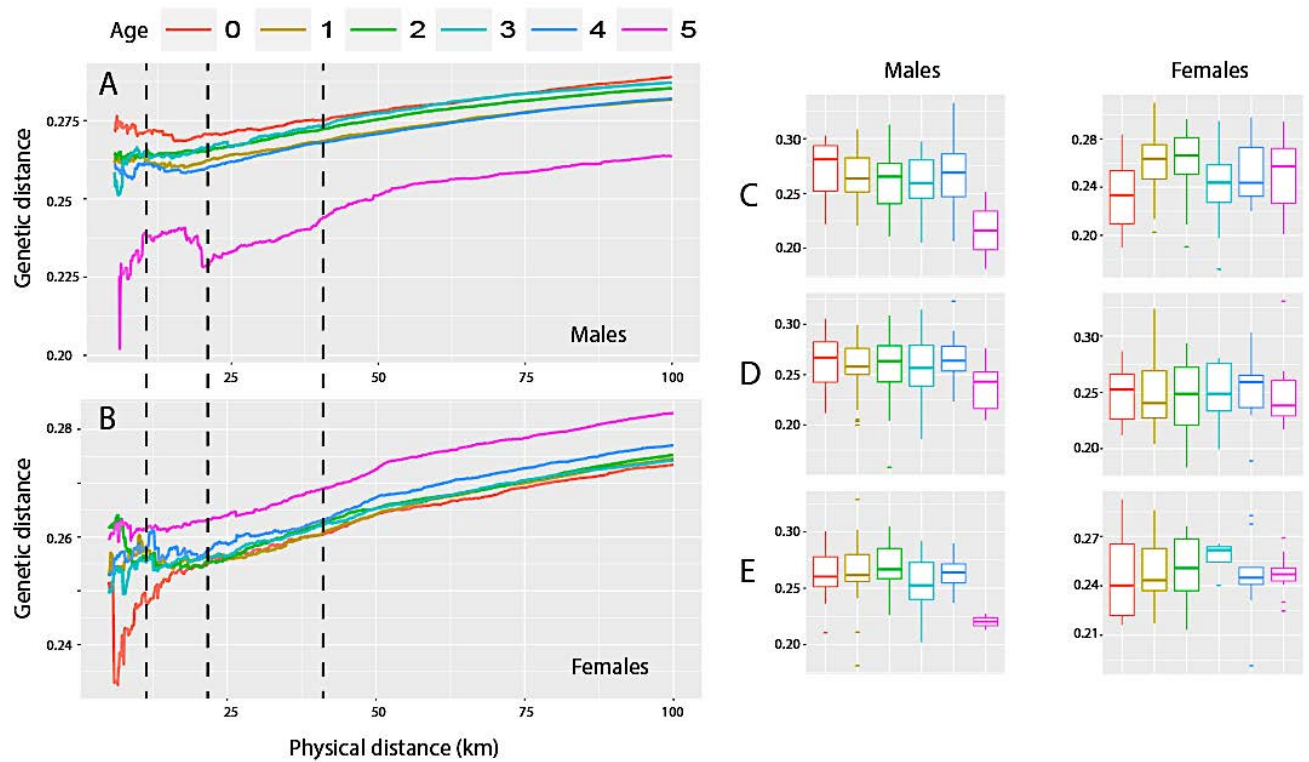 Age 0 1 2 3 4 5
A
Genetic distance
0.275
0.25
0.225
0.20
Males
25 50 75 100
B
Genetic distance
0.28
0.26
0.24
Females
25 50 75 100
Physical distance (km)
Males Females
C
0.30
0.25
0.20
0.28
0.24
0.20
D
0.30
0.25
0.20
0.30
0.25
0.20
E
0.30
0.25
0.20
0.27
0.24
0.21